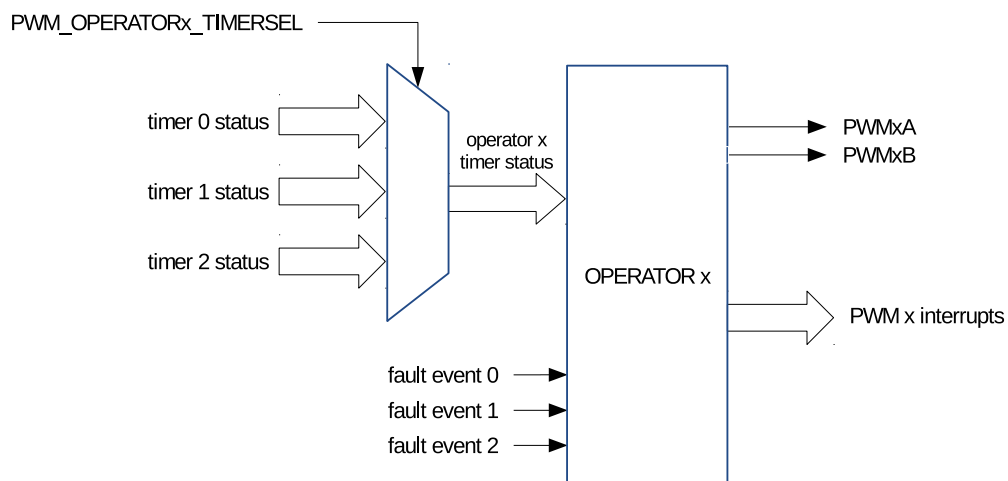 PWM_OPERATORx_TIMERSEL
timer 0 status
timer 1 status
timer 2 status
operator x
timer status
OPERATOR x
PWMxA
PWMxB
PWM x interrupts
fault event 0
fault event 1
fault event 2